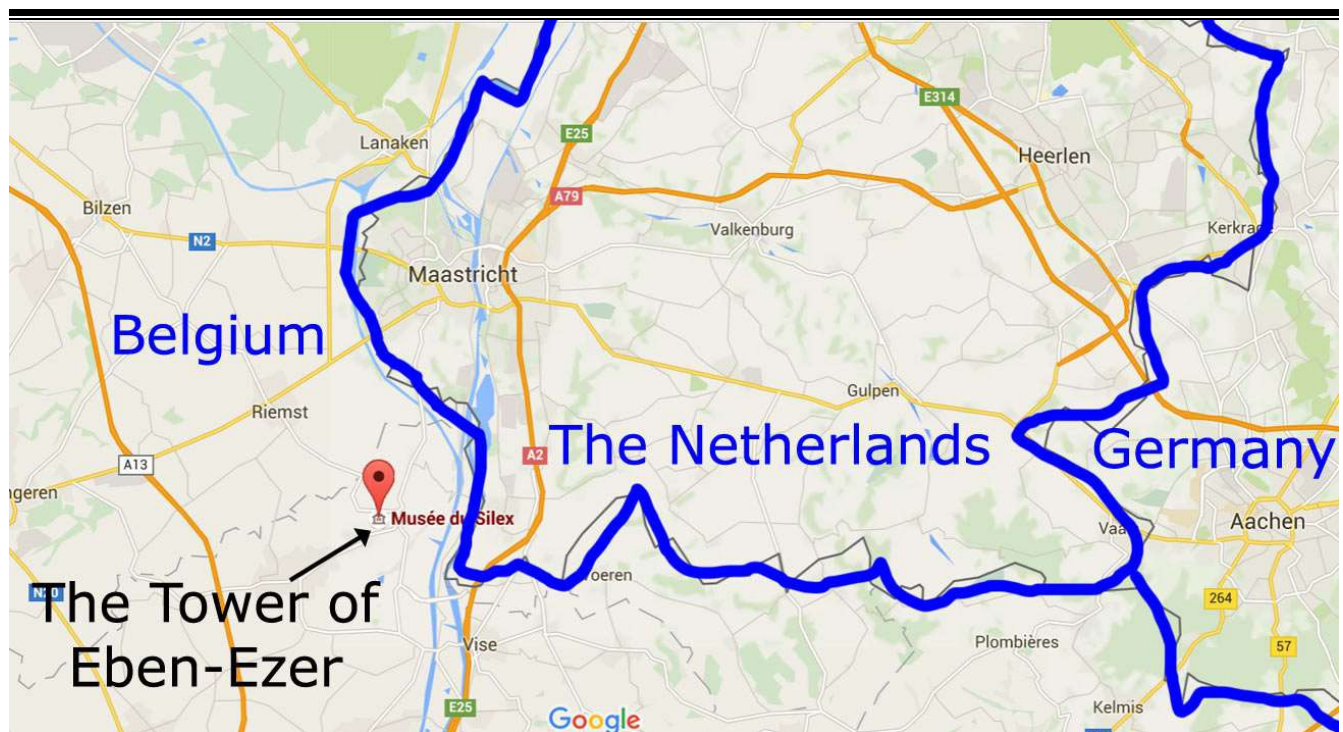 E314
E25
Lanaken
Heerlen
A79
Bilzen
Valkenburg
Kerkrade
N2
Maastricht
Belgium
Gulpen
Riemst
The Netherlands
Germany
A13
A2
Musée du Silex
Aachen
The Tower of
Eben-Ezer
264
Vise
Plombières
57
Kelmis
E25
Google